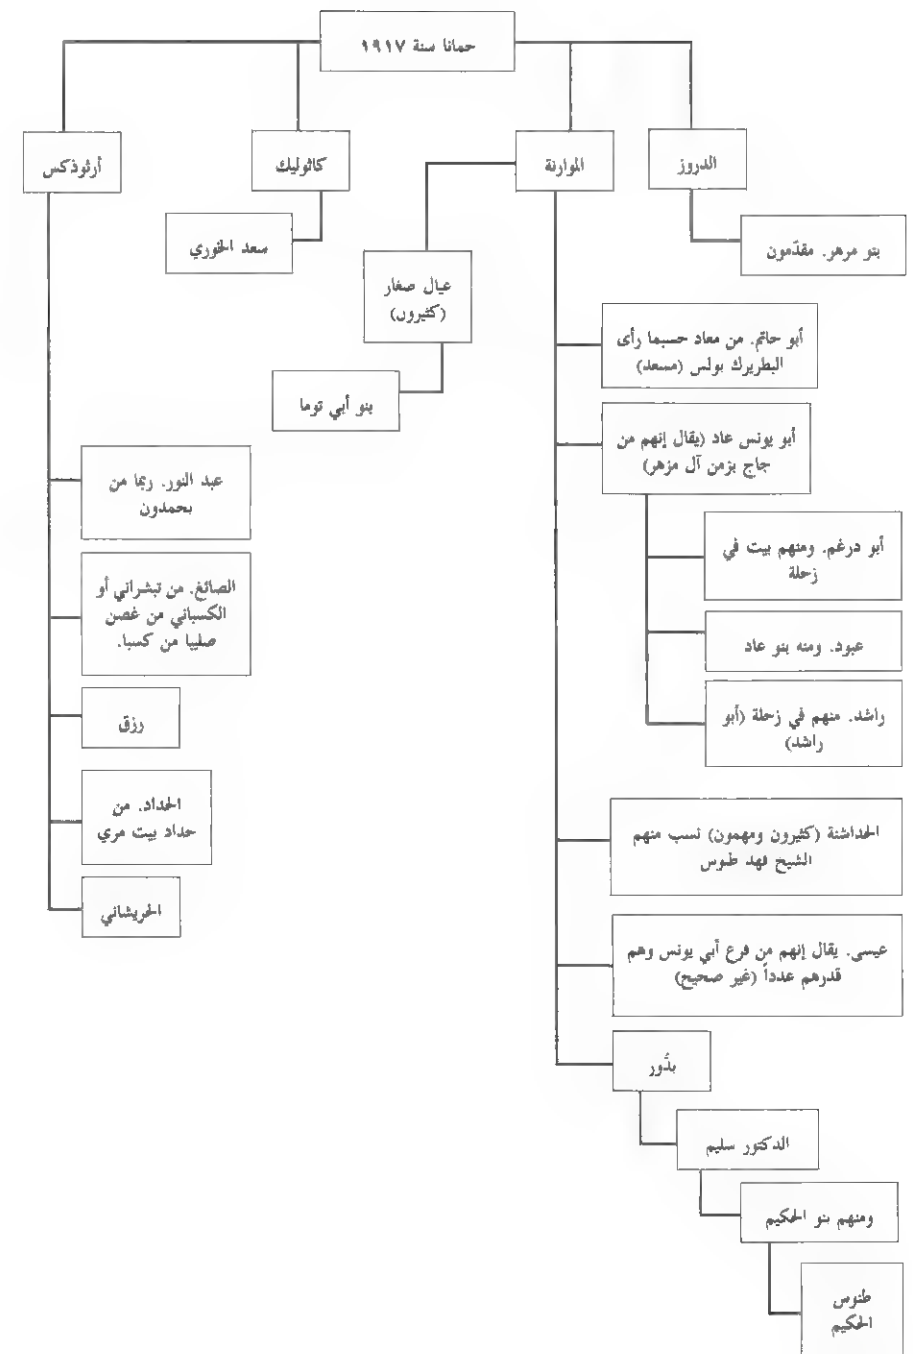 حمانا سنة ١٩١٧
الدروز
الموارنة
كاثوليك
أرثوذكس
بنو مرهر. مقدّمون
عيال صغار
(كثيرون)
بنو أبي توما
سعد الخوري
أبو حاتم. من معاد حسبما رأى
البطريرك بولس (مسعد)
أبو يونس عاد (يقال إنهم من
جاج بزمن آل مزهر)
أبو درغم. ومنهم بيت في
زحلة
عبود. ومنه بنو عاد
راشد. منهم في زحلة (أبو
راشد)
الحداشنة (كثيرون ومهمون) نسب منهم
الشيخ فهد طنوس
عيسى. يقال إنهم من فرع أبي يونس وهم
قدرهم عدداً (غير صحيح)
بدُّور
الدكتور سليم
ومنهم بنو الحكيم
طنوس
الحكيم
عبد النور. ربما من
بحمدون
الصائغ. من تبشراني أو
الكسباني من غصن
صليبا من كسبا.
رزق
الحداد. من
حداد بيت مري
الحريشاني